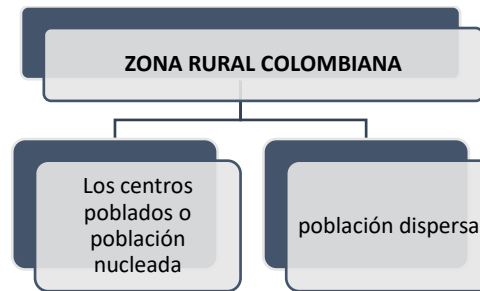 ZONA RURAL COLOMBIANA
Los centros
poblados o
población
nucleada
población dispersa